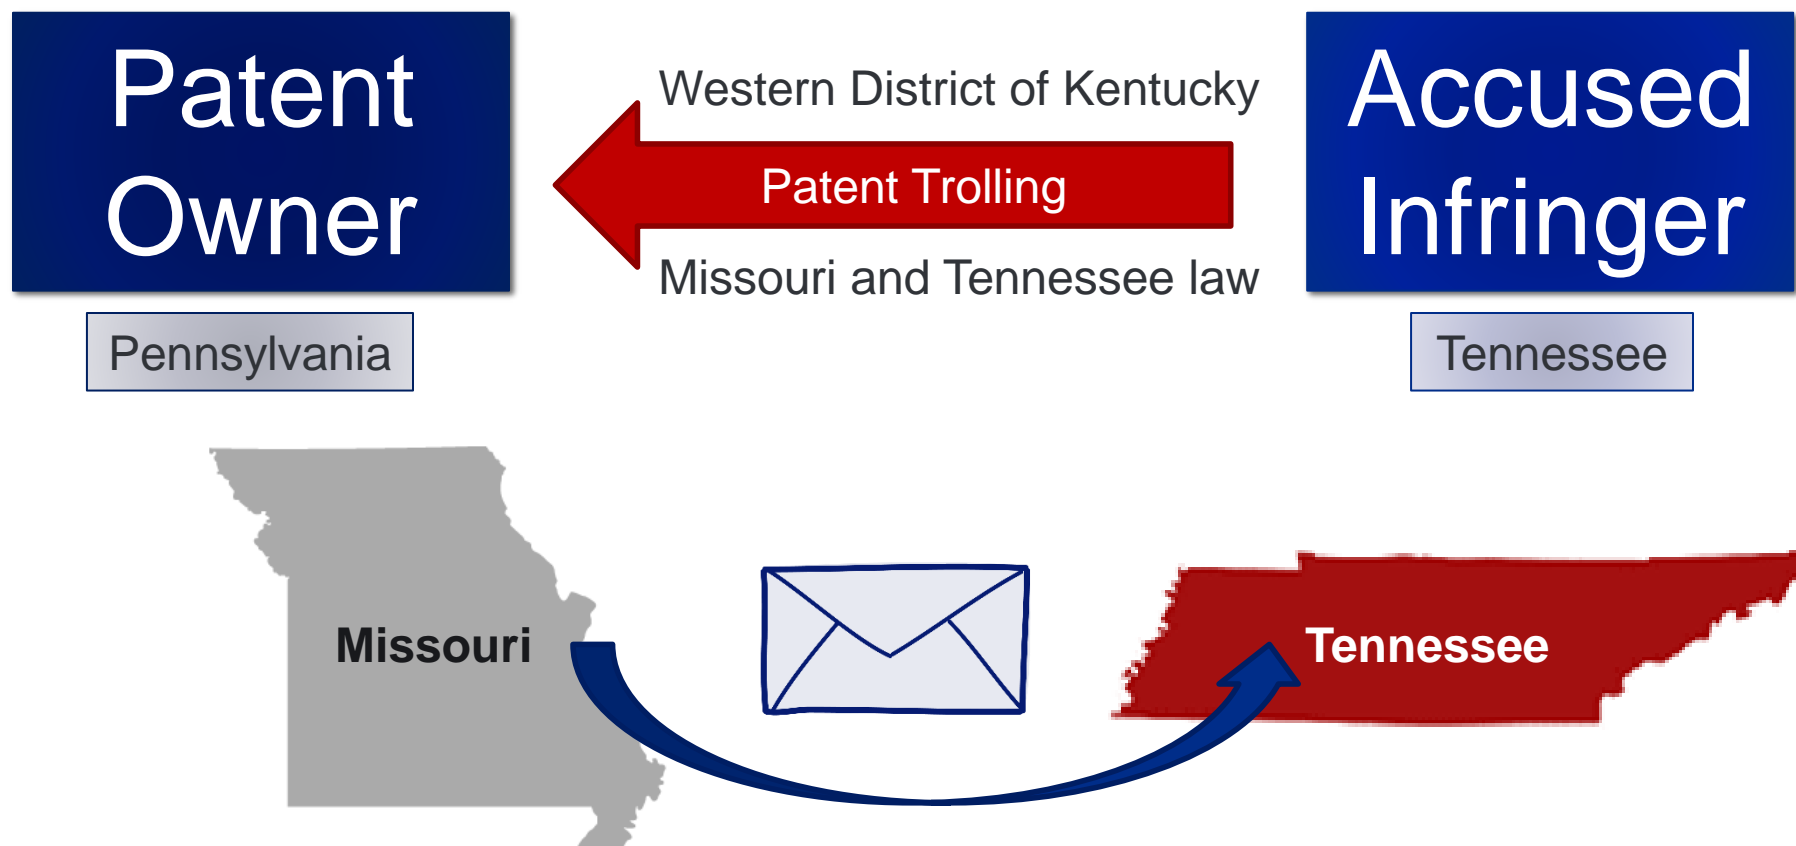 Patent
Owner
Western District of Kentucky
Patent Trolling
Missouri and Tennessee law
Accused
Infringer
Pennsylvania
Tennessee
Missouri
Tennessee